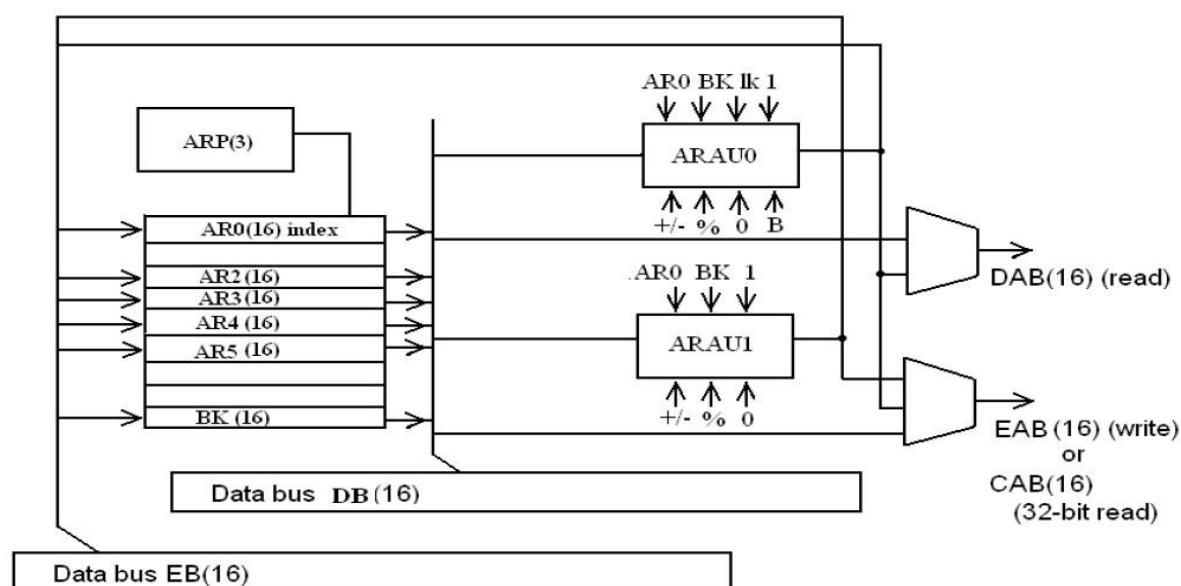 AR0 BK lk 1
ARP(3)
ARAU0
+/- % 0 B
AR0(16) index
AR2 (16)
AR3 (16)
AR4 (16)
AR5 (16)
BK (16)
.AR0 BK 1
ARAU1
+/- % 0
DAB(16) (read)
EAB (16) (write)
or
CAB(16)
(32-bit read)
Data bus DB (16)
Data bus EB(16)